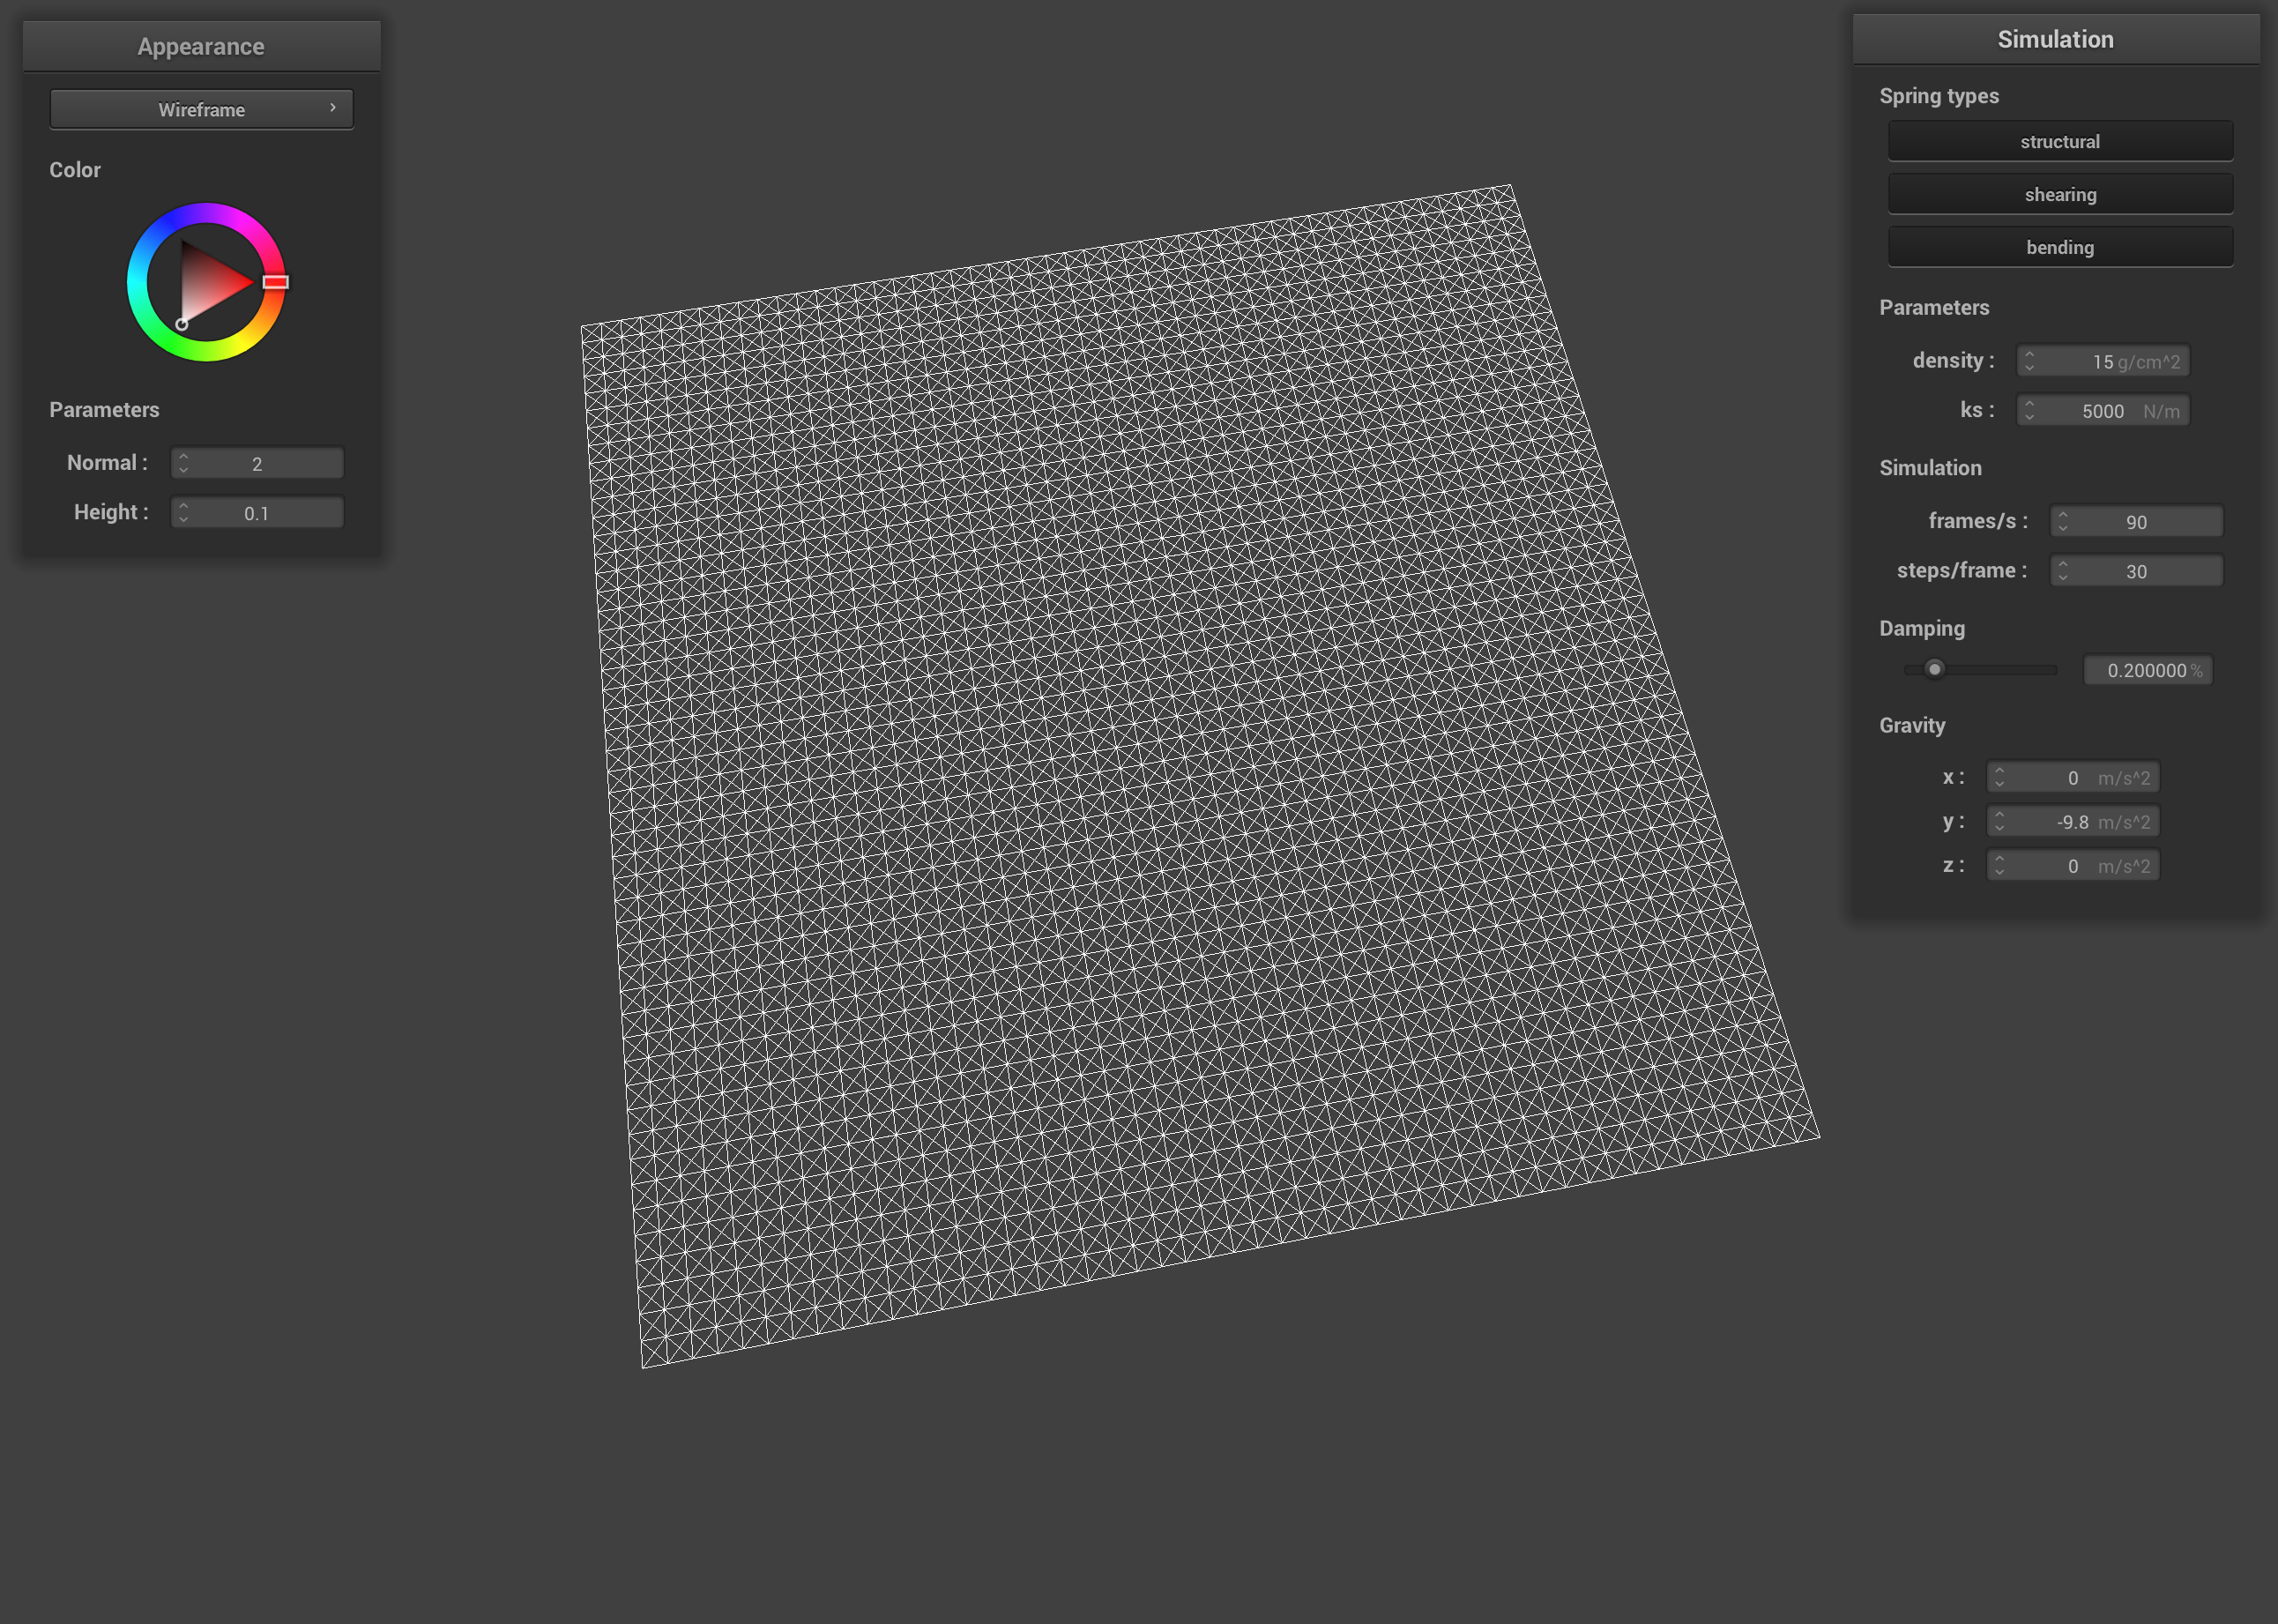 Appearance
Wireframe
Color
Parameters
Normal : 2
Height : 0.1
Simulation
Spring types
structural
shearing
bending
Parameters
density : 15 g/cm^2
ks : 5000 N/m
Simulation
frames/s : 90
steps/frame : 30
Damping
0.200000 %
Gravity
x : 0 m/s^2
y : -9.8 m/s^2
z : 0 m/s^2